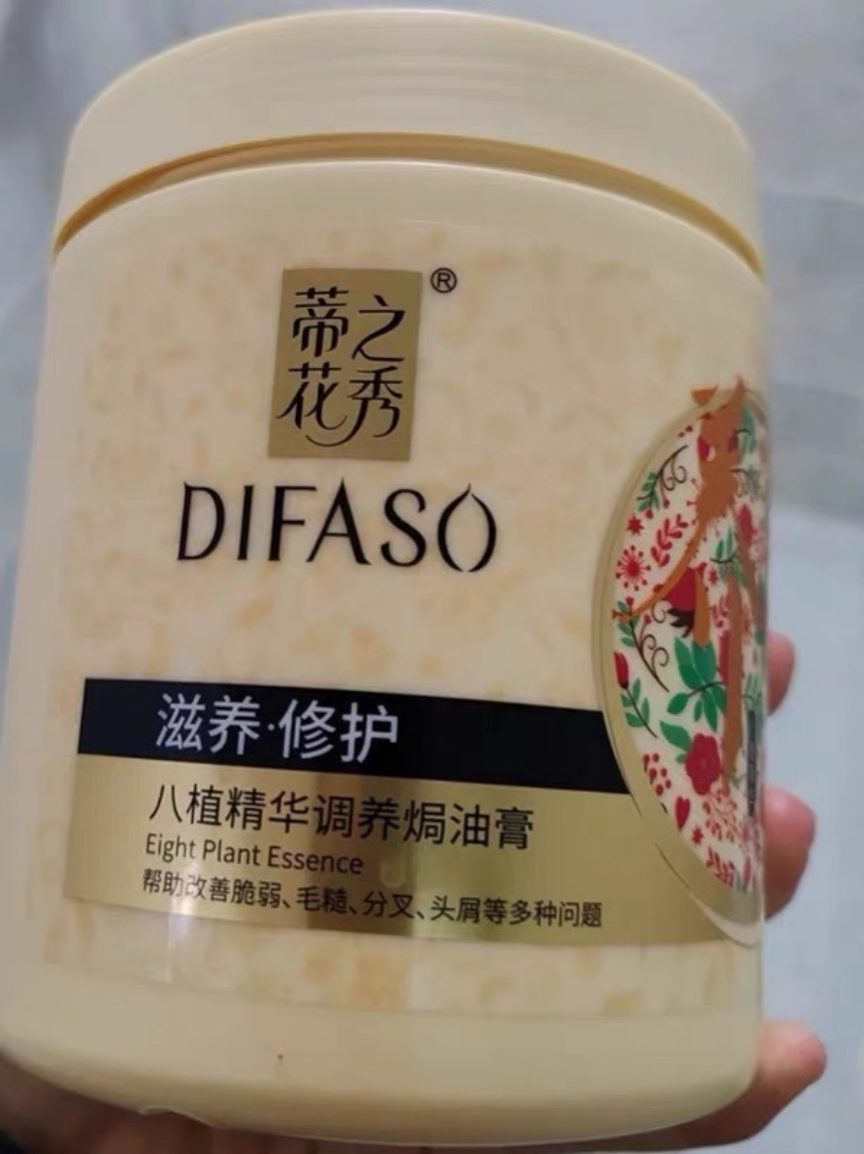 蒂之
花秀
®
DIFASO
滋养·修护
八植精华调养焗油膏
Eight Plant Essence
帮助改善脆弱、毛糙、分叉、头屑等多种问题